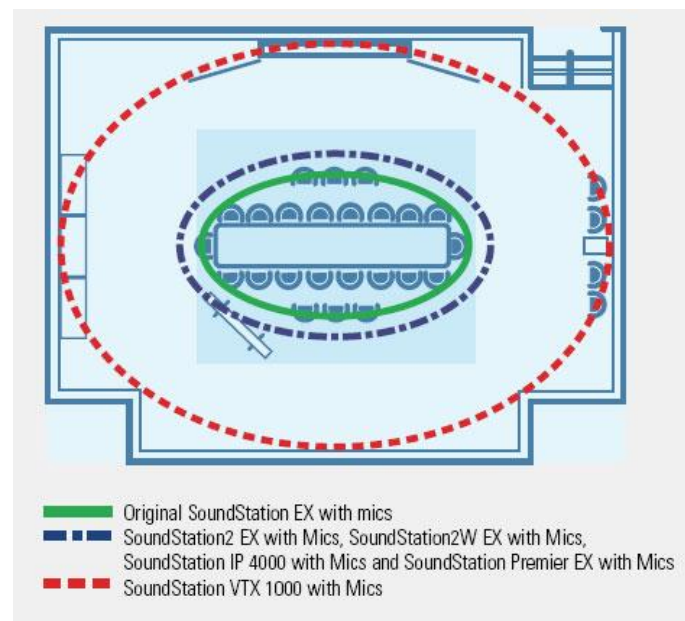 Original SoundStation EX with mics
SoundStation2 EX with Mics, SoundStation2W EX with Mics,
SoundStation IP 4000 with Mics and SoundStation Premier EX with Mics
SoundStation VTX 1000 with Mics